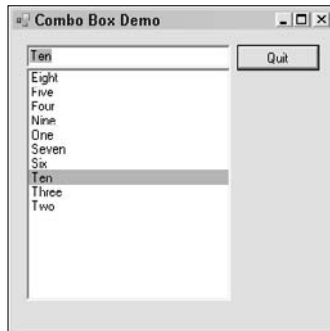 Combo Box Demo
Ten
Quit
Eight
Five
Four
Nine
One
Seven
Six
Ten
Three
Two